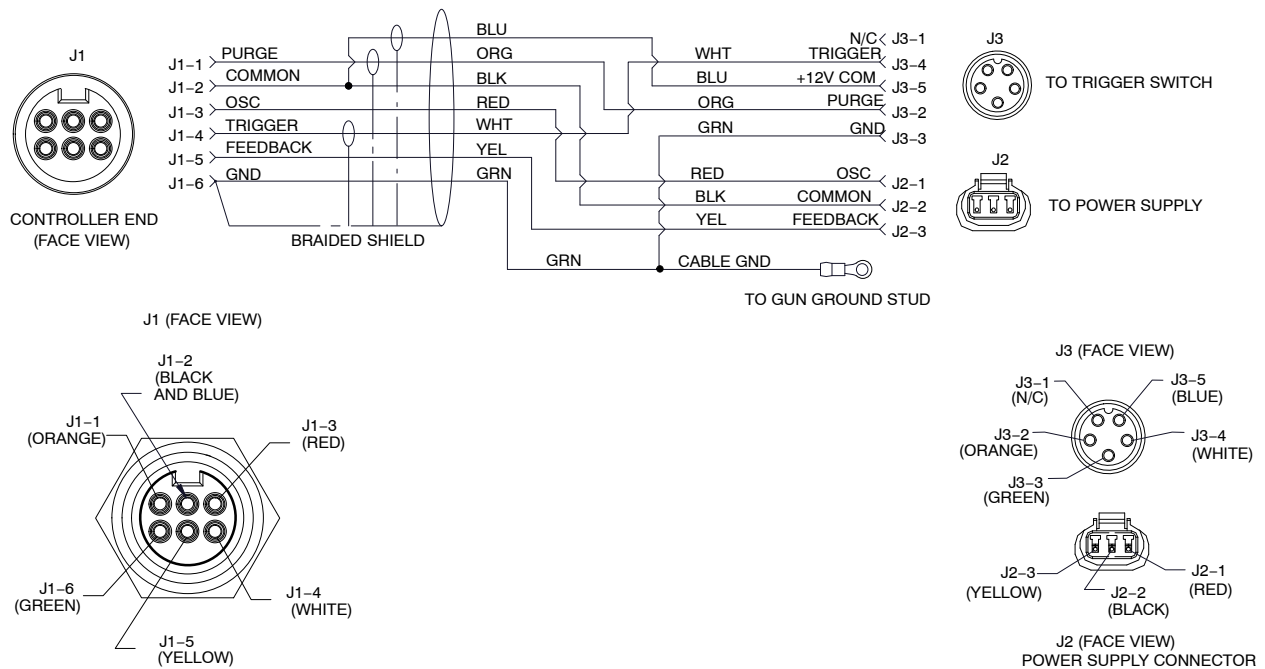 J1
J1–1
PURGE
J1–2
COMMON
J1–3
OSC
J1–4
TRIGGER
J1–5
FEEDBACK
J1–6
GND
CONTROLLER END
(FACE VIEW)
BLU
ORG
BLK
RED
WHT
YEL
GRN
BRAIDED SHIELD
N/C
J3–1
WHT
TRIGGER
J3–4
BLU
+12V COM
J3–5
ORG
PURGE
J3–2
GRN
GND
J3–3
RED
OSC
J2–1
BLK
COMMON
J2–2
YEL
FEEDBACK
J2–3
GRN
CABLE GND
TO GUN GROUND STUD
J3
TO TRIGGER SWITCH
J2
TO POWER SUPPLY
J1 (FACE VIEW)
J1–2
(BLACK
AND BLUE)
J1–1
(ORANGE)
J1–3
(RED)
J1–6
(GREEN)
J1–4
(WHITE)
J1–5
(YELLOW)
J3 (FACE VIEW)
J3–1
(N/C)
J3–5
(BLUE)
J3–2
(ORANGE)
J3–4
(WHITE)
J3–3
(GREEN)
J2–3
(YELLOW)
J2–2
(BLACK)
J2–1
(RED)
J2 (FACE VIEW)
POWER SUPPLY CONNECTOR